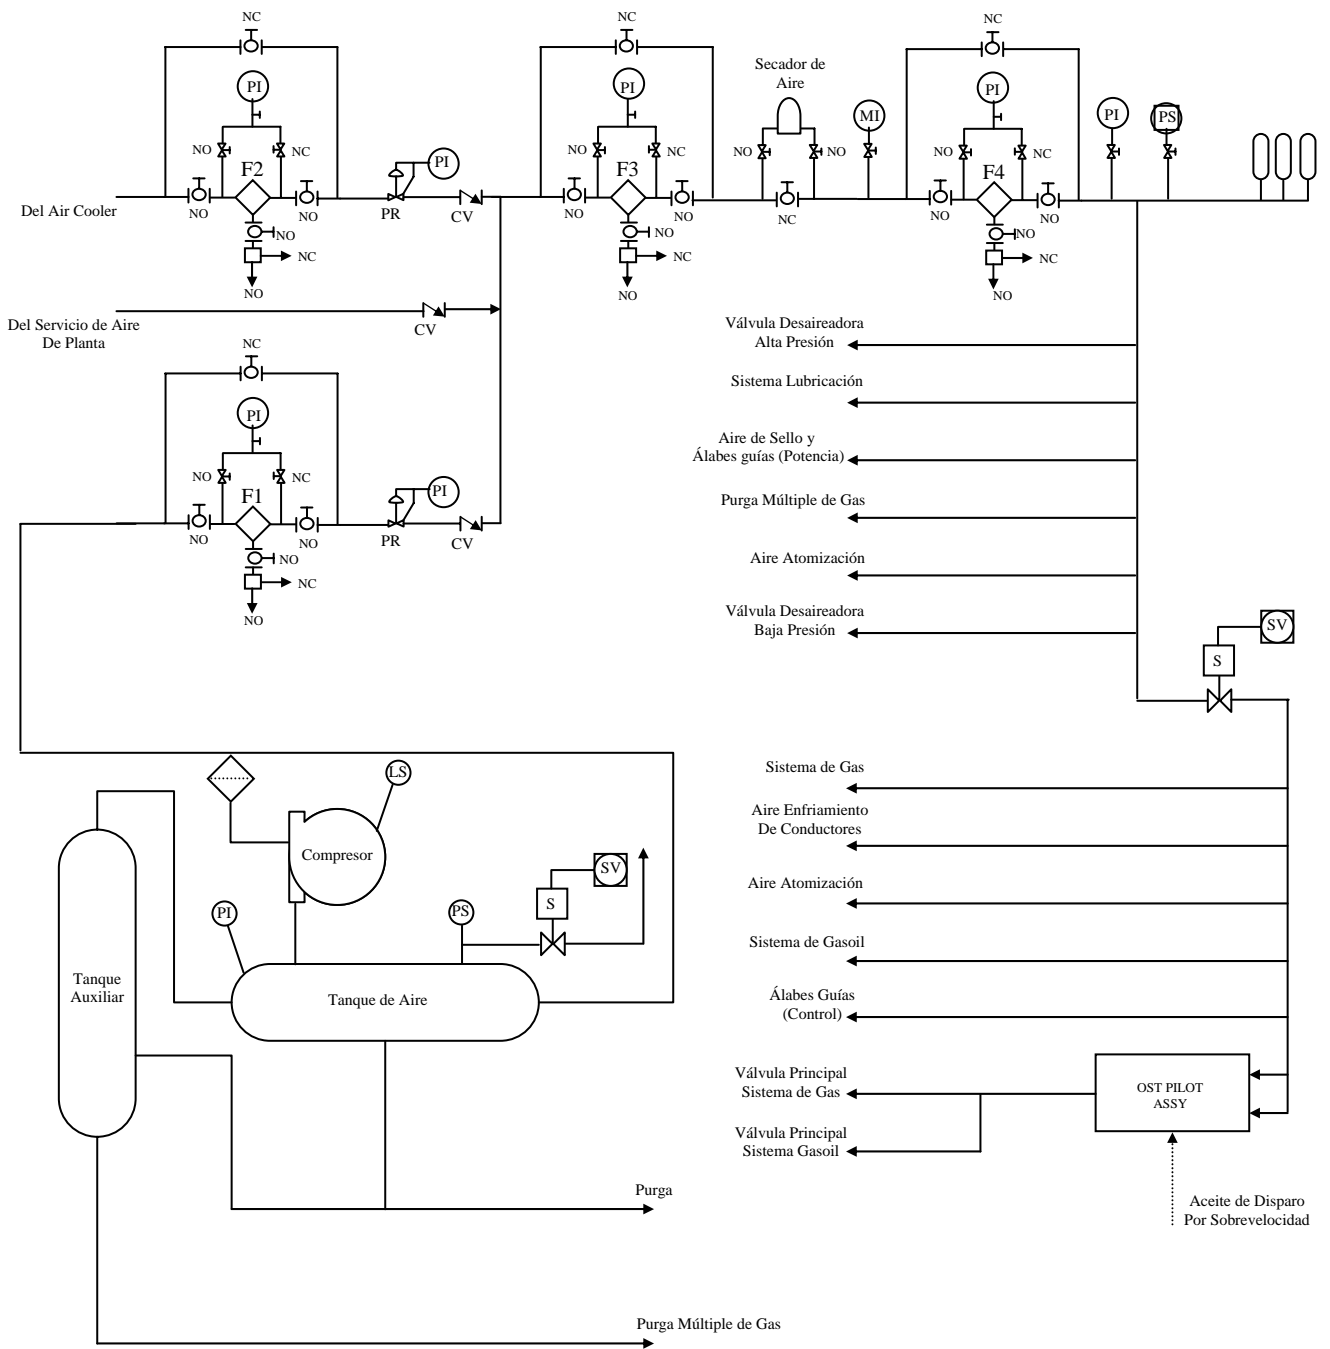 NC
NC
NC
PI
PI
Secador de
Aire
PI
MI
PI
PS
NO
F2
NC
PI
NO
F3
NC
NO
NO
NO
F4
NC
Del Air Cooler
NO
NO
PR
CV
NO
NO
NC
NO
NO
NO
NC
NO
NO
NC
NO
NO
NC
NO
Del Servicio de Aire
De Planta
CV
NC
PI
NO
F1
NC
PI
NO
NO
PR
CV
NO
NC
NO
Válvula Desaireadora
Alta Presión
Sistema Lubricación
Aire de Sello y
Álabes guías (Potencia)
Purga Múltiple de Gas
Aire Atomización
Válvula Desaireadora
Baja Presión
SV
S
Sistema de Gas
Aire Enfriamiento
De Conductores
Aire Atomización
Sistema de Gasoil
Álabes Guías
(Control)
Válvula Principal
Sistema de Gas
Válvula Principal
Sistema Gasoil
OST PILOT
ASSY
Aceite de Disparo
Por Sobrevelocidad
LS
Compresor
SV
S
PI
PS
Tanque
Auxiliar
Tanque de Aire
Purga
Purga Múltiple de Gas